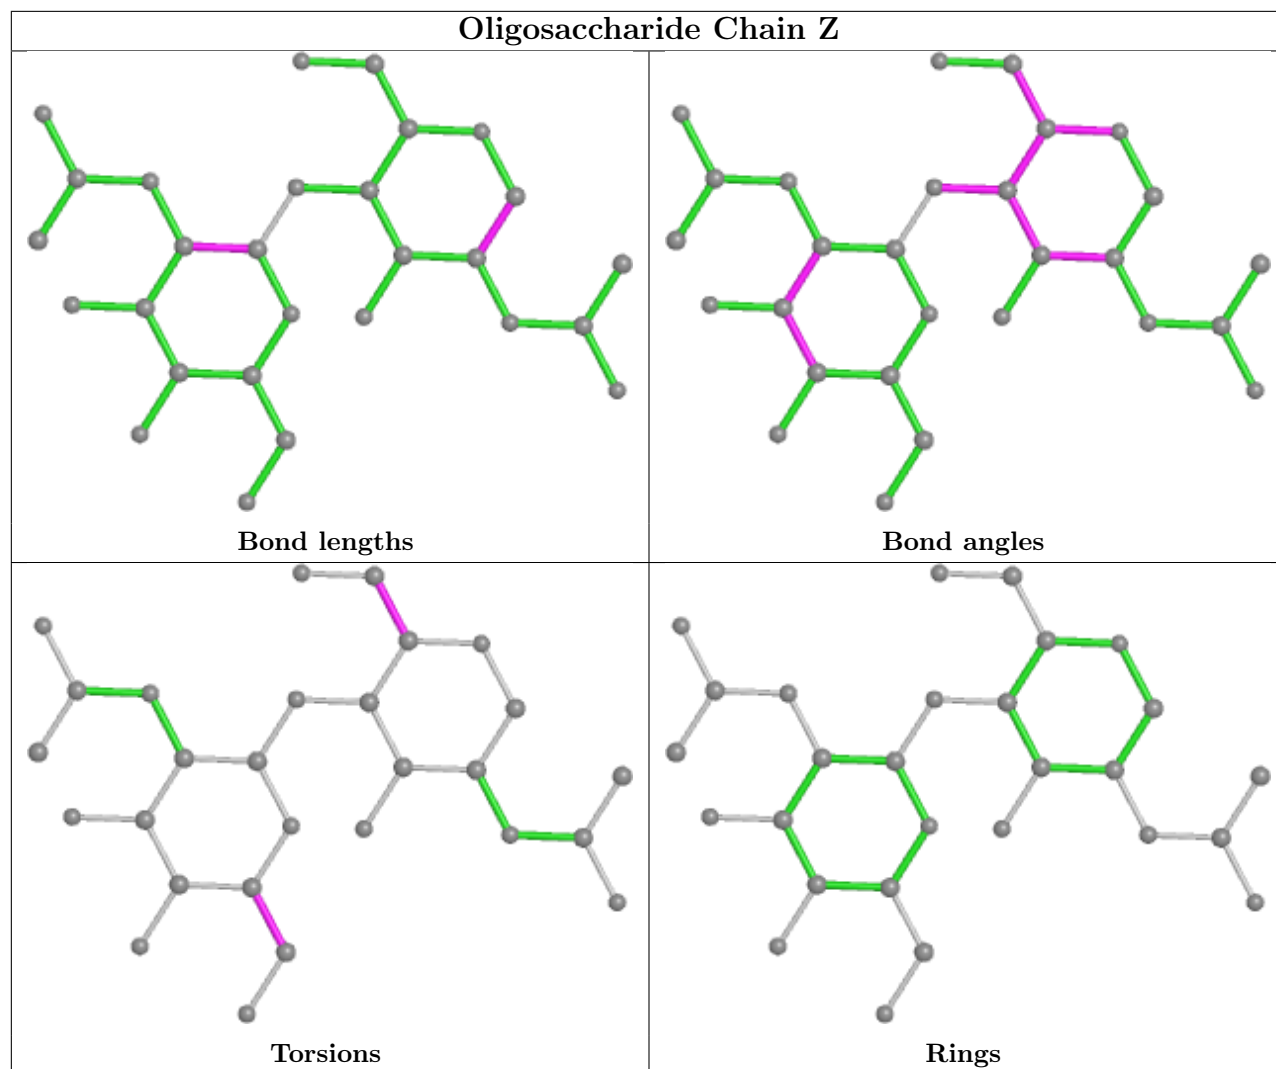 Oligosaccharide Chain Z
Bond lengths
Bond angles
Torsions
Rings